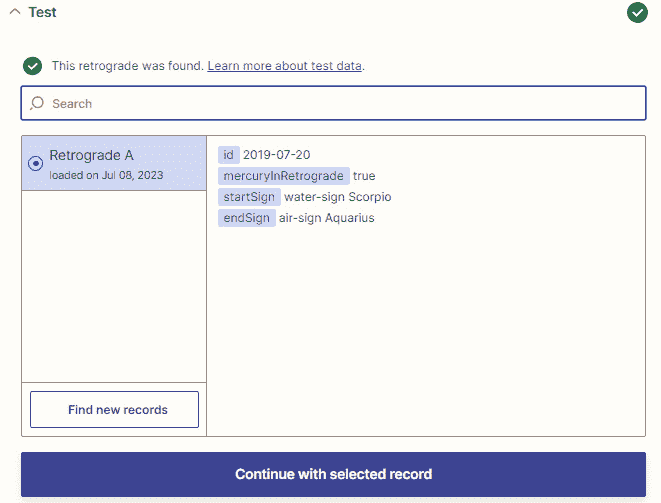 Test
This retrograde was found. Learn more about test data.
Search
Retrograde A
loaded on Jul 08, 2023
id 2019-07-20
mercuryInRetrograde true
startSign water-sign Scorpio
endSign air-sign Aquarius
Find new records
Continue with selected record